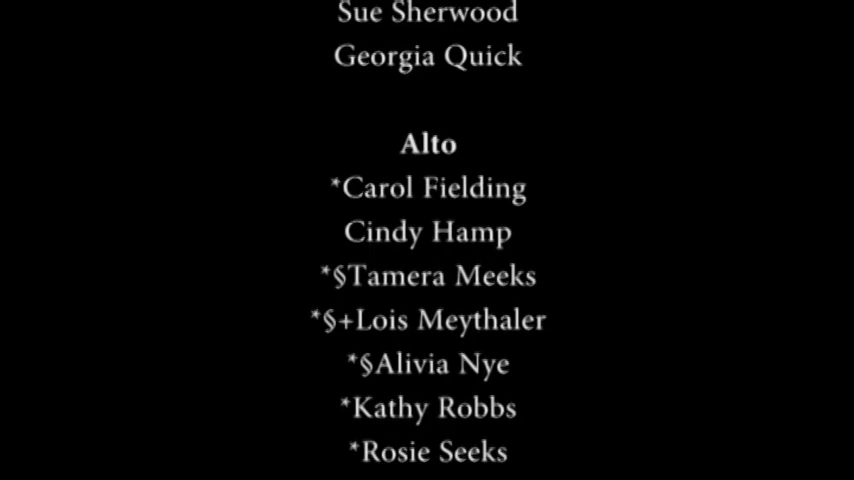 Sue Sherwood
Georgia Quick
Alto
*Carol Fielding
Cindy Hamp
*§Tamera Meeks
*§+Lois Meythaler
*§Alivia Nye
*Kathy Robbs
*Rosie Seeks